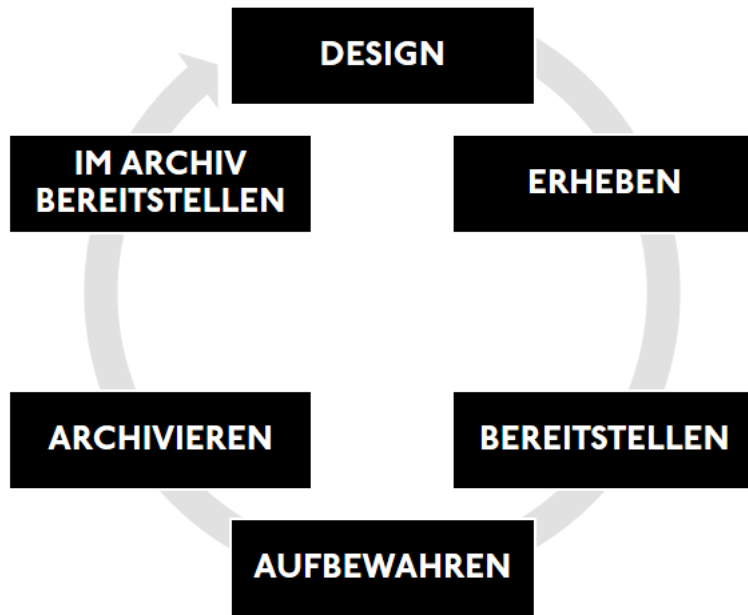 DESIGN
ERHEBEN
BEREITSTELLEN
AUFBEWAHREN
ARCHIVIEREN
IM ARCHIV
BEREITSTELLEN